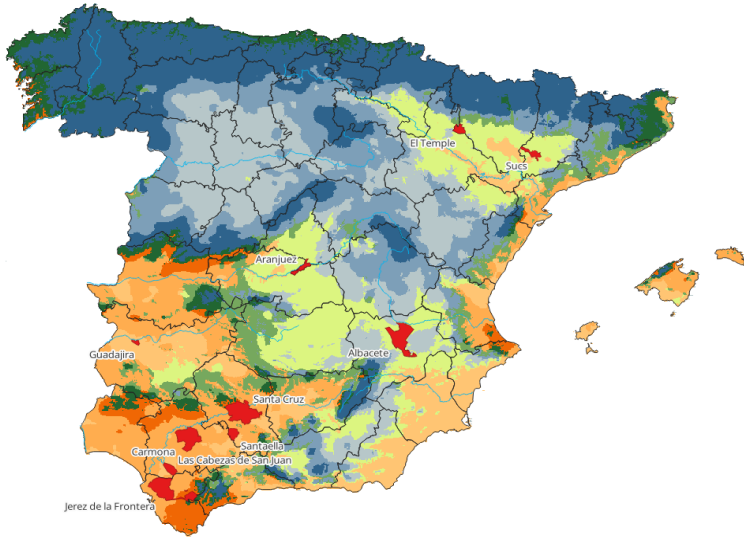 El Temple
Sucs
Aranjuez
Albacete
Guadajira
Santa Cruz
Santaella
Carmona
Las Cabezas de San Juan
Jerez de la Frontera